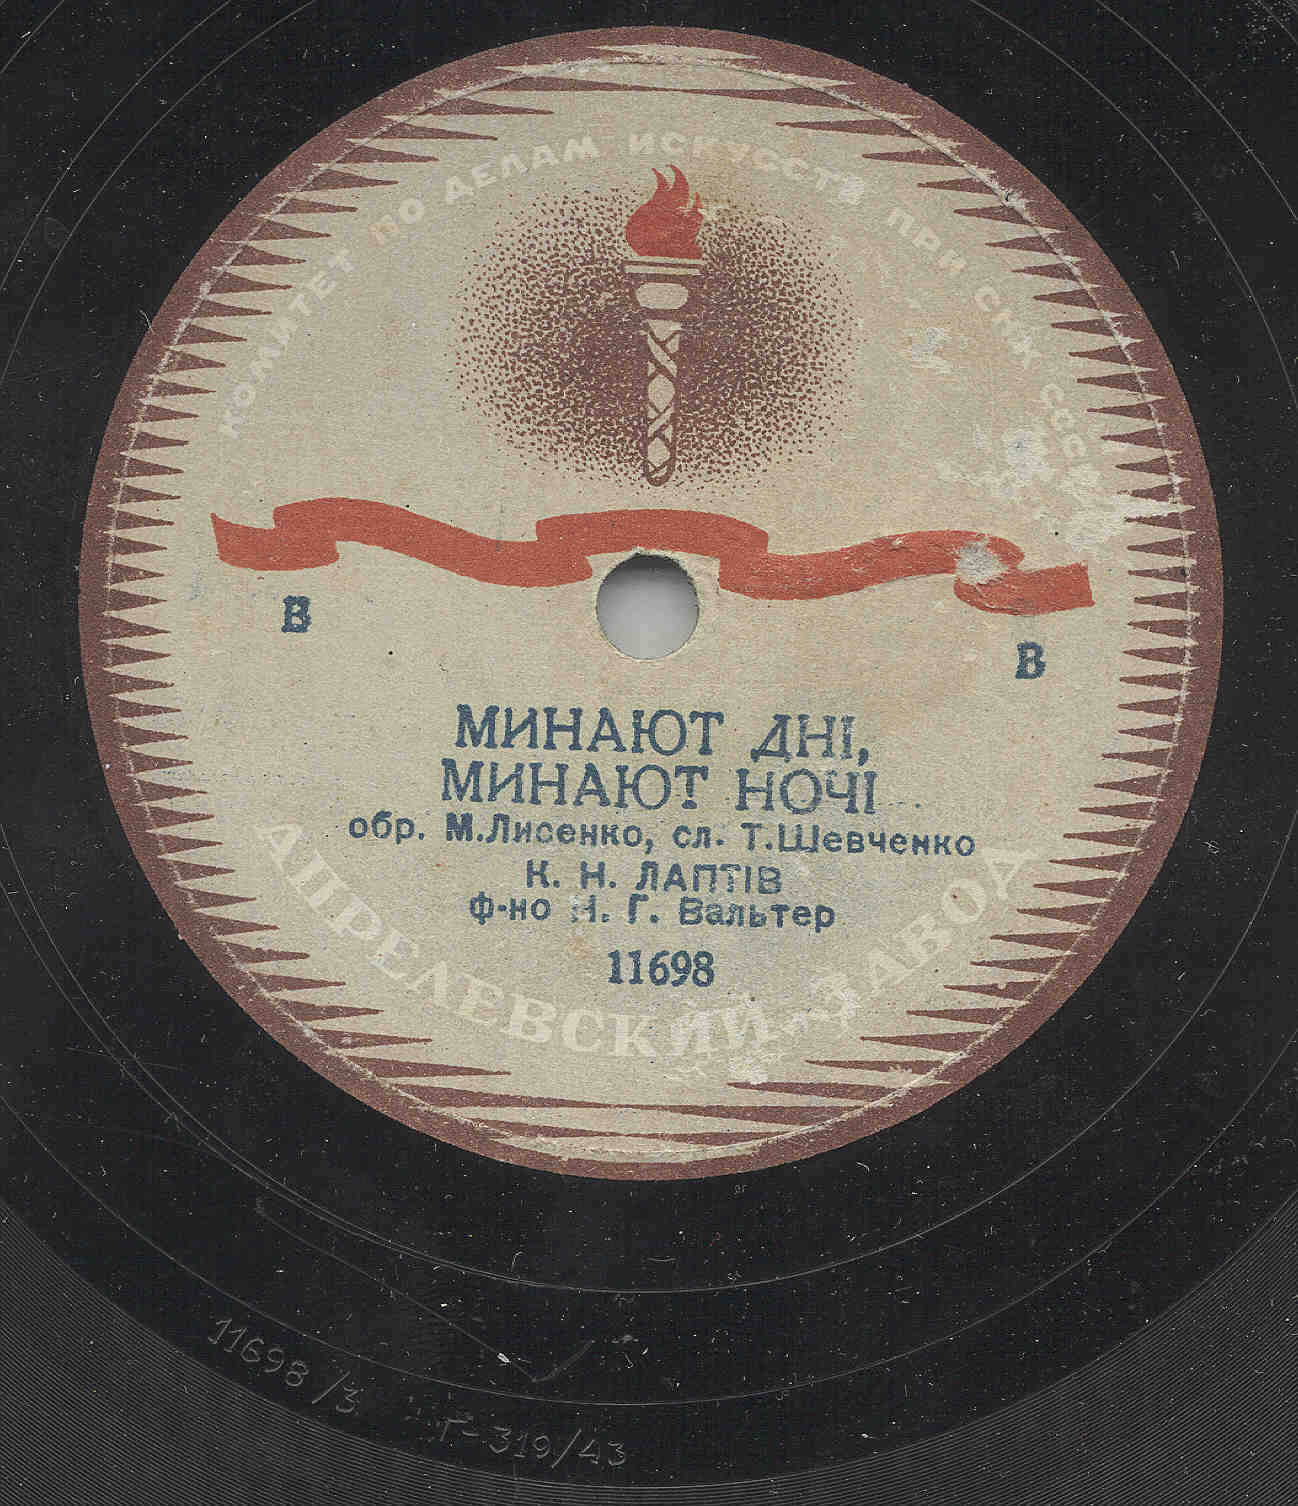 КОМИТЕТ ПО ДЕЛАМ ИСКУССТВ ПРИ СНК СССР
В
В
МИНАЮТ ДНІ,
МИНАЮТ НОЧІ
обр. М.Лисенко, сл. Т.Шевченко
К. Н. ЛАПТІВ
ф-но Н. Г. Вальтер
11698
АПРЕЛЕВСКИЙ ЗАВОД
11698/3 Г-319/43